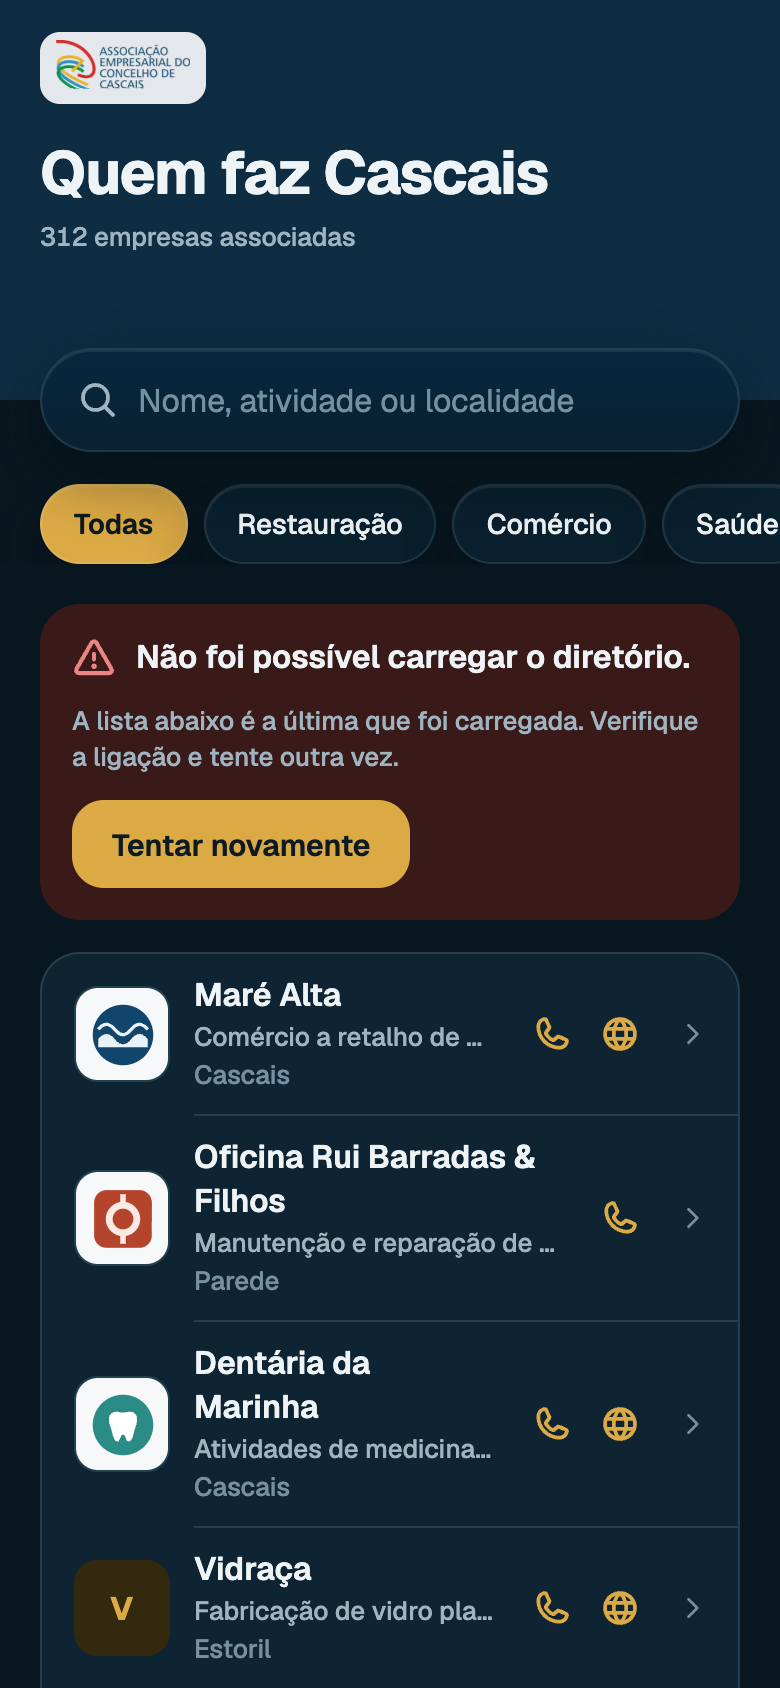 ASSOCIAÇÃO
EMPRESARIAL DO
CONCELHO DE
CASCAIS
Quem faz Cascais
312 empresas associadas
Nome, atividade ou localidade
Todas
Restauração
Comércio
Saúde
Não foi possível carregar o diretório.
A lista abaixo é a última que foi carregada. Verifique
a ligação e tente outra vez.
Tentar novamente
Maré Alta
Comércio a retalho de ...
Cascais
Oficina Rui Barradas &
Filhos
Manutenção e reparação de ...
Parede
Dentária da
Marinha
Atividades de medicina...
Cascais
V
Vidraça
Fabricação de vidro pla...
Estoril